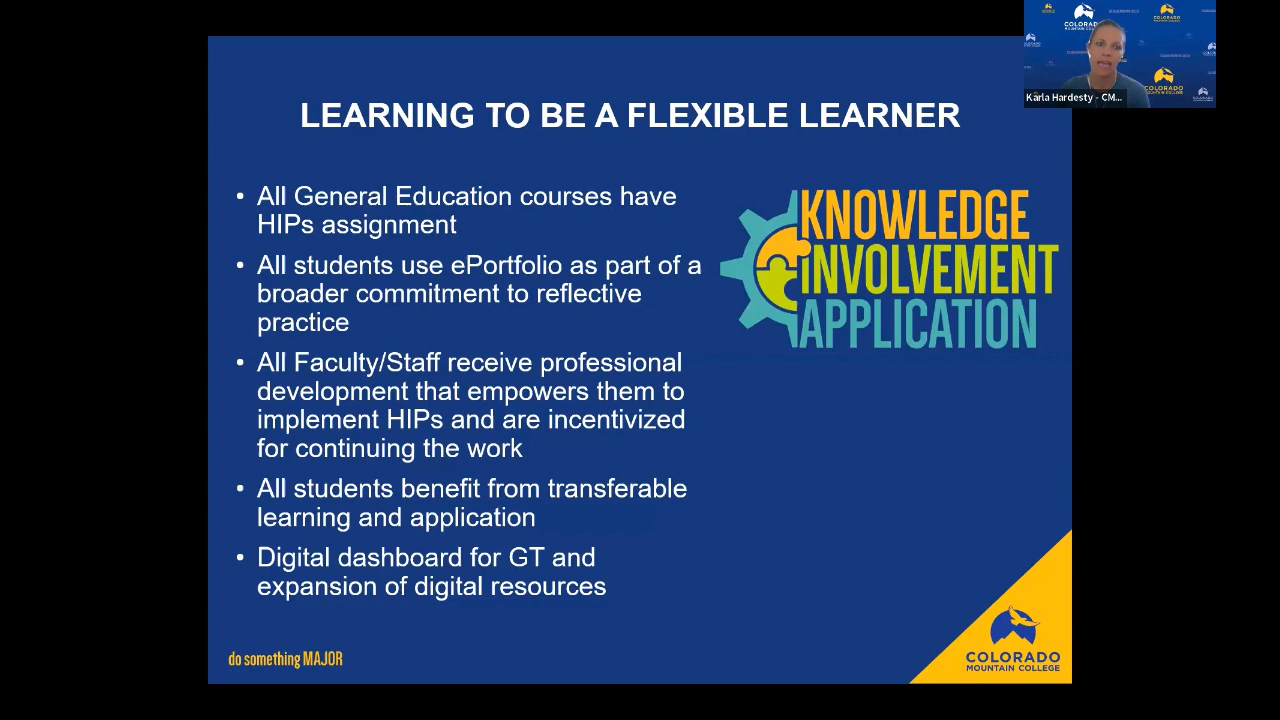 COLORADO
MOUNTAIN COLLEGE
Karla Hardesty - CM...
LEARNING TO BE A FLEXIBLE LEARNER
• All General Education courses have
HIPs assignment
• All students use ePortfolio as part of a
broader commitment to reflective
practice
• All Faculty/Staff receive professional
development that empowers them to
implement HIPs and are incentivized
for continuing the work
• All students benefit from transferable
learning and application
• Digital dashboard for GT and
expansion of digital resources
KNOWLEDGE
INVOLVEMENT
APPLICATION
do something MAJOR
COLORADO
MOUNTAIN COLLEGE